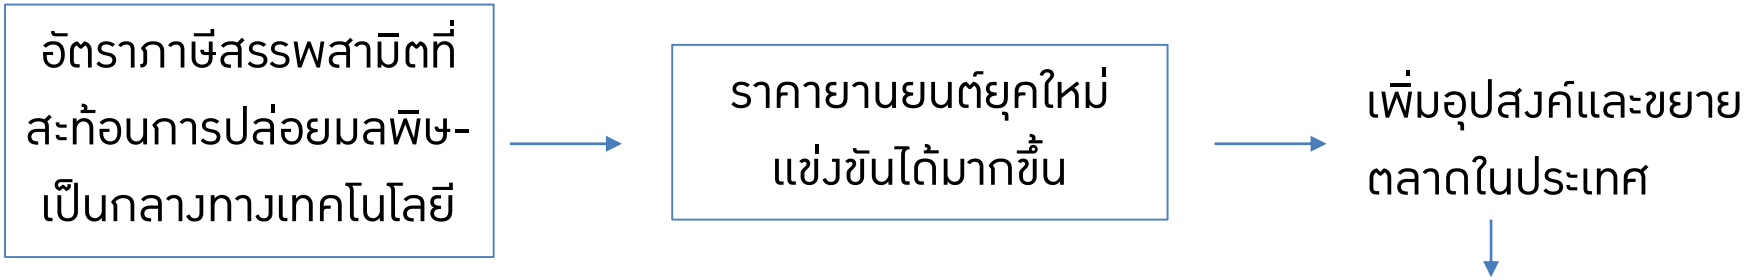 อัตราภาษีสรรพสามิตที่
สะท้อนการปล่อยมลพิษ-
เป็นกลางทางเทคโนโลยี
ราคายานยนต์ยุคใหม่
แข่งขันได้มากขึ้น
เพิ่มอุปสงค์และขยาย
ตลาดในประเทศ